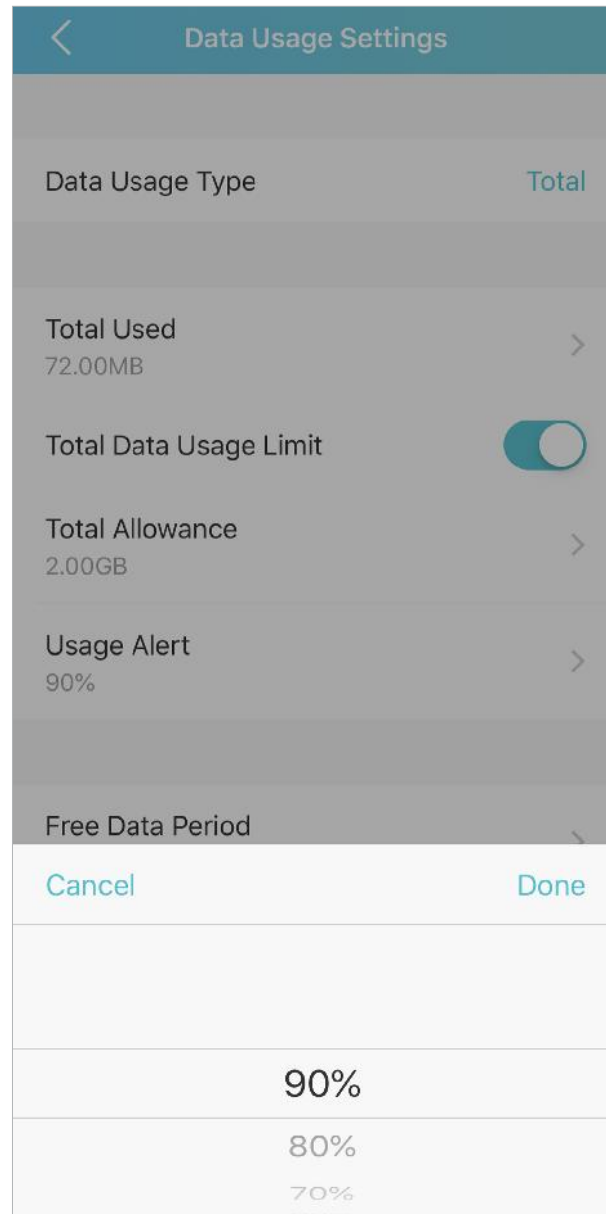 Data Usage Settings
Data Usage Type Total
Total Used
72.00MB
Total Data Usage Limit
Total Allowance
2.00GB
Usage Alert
90%
Free Data Period
Cancel Done
90%
80%
70%